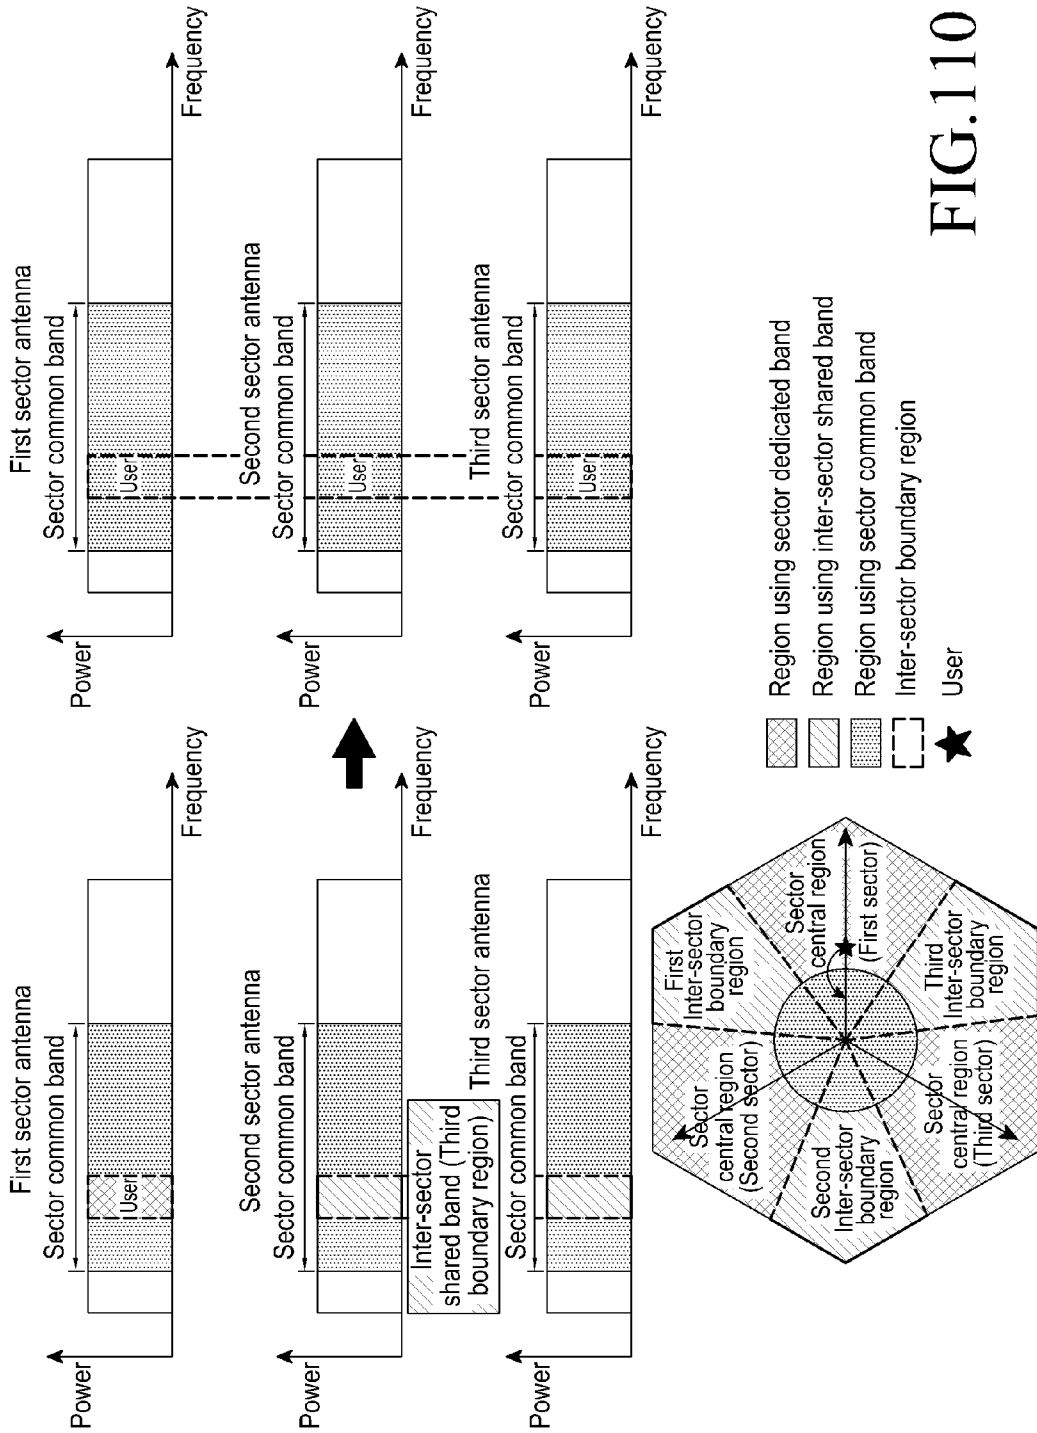 First sector antenna
Sector common band
User
Power
Frequency
Second sector antenna
Sector common band
Power
Frequency
Inter-sector
shared band (Third
boundary region)
Third sector antenna
Sector common band
Power
Frequency
First sector antenna
Sector common band
User
Power
Frequency
Second sector antenna
Sector common band
User
Power
Frequency
Third sector antenna
Sector common band
User
Power
Frequency
First
Inter-sector
boundary
region
Sector
central region
(First sector)
Third
Inter-sector
boundary
region
Sector
central region
(Second sector)
Second
Inter-sector
boundary
region
Sector
central region
(Third sector)
Region using sector dedicated band
Region using inter-sector shared band
Region using sector common band
Inter-sector boundary region
User
FIG.110